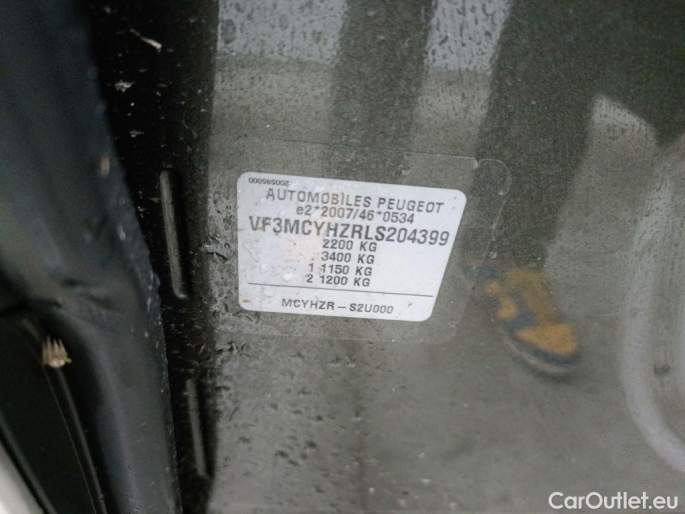 2005085000
AUTOMOBILES PEUGEOT
e2*2007/46*0534
VF3MCYHZRLS204399
2200 KG
3400 KG
1 1150 KG
2 1200 KG
MCYHZR-S2U000
CarOutlet.eu